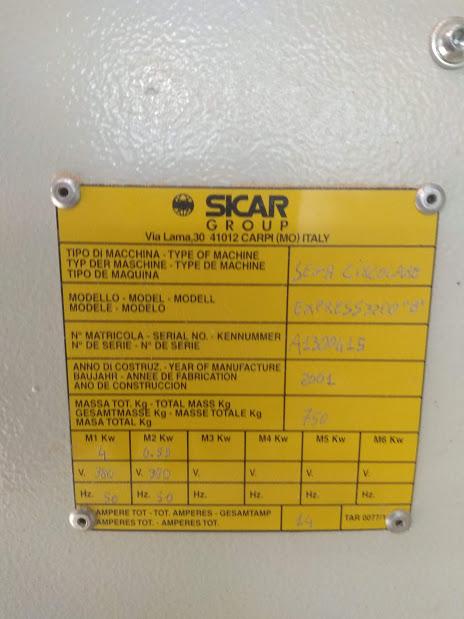 SICAR
GROUP
Via Lama,30 41012 CARPI (MO) ITALY
TIPO DI MACCHINA - TYPE OF MACHINE
TYP DER MASCHINE - TYPE DE MACHINE
TIPO DE MAQUINA
MODELLO - MODEL - MODELL
MODELE - MODELO
EXPRESS 3200 "B"
N° MATRICOLA - SERIAL NO. - KENNUMMER
N° DE SERIE - N° DE SERIE
ANNO DI COSTRUZ. - YEAR OF MANUFACTURE
BAUJAHR - ANNEE DE FABRICATION
ANO DE CONSTRUCCION
2001
MASSA TOT. Kg - TOTAL MASS Kg
GESAMTMASSE Kg - MASSE TOTALE Kg
MASA TOTAL Kg
750
M1 Kw M2 Kw M3 Kw M4 Kw M5 Kw M6 Kw
4 0.55
V. 380 V. 380 V. V. V. V.
Hz. 50 Hz. 50 Hz. Hz. Hz. Hz.
AMPERE TOT - TOT. AMPERES - GESAMTAMP
AMPERES TOT. - AMPERES TOT.
14
TAR 0077/